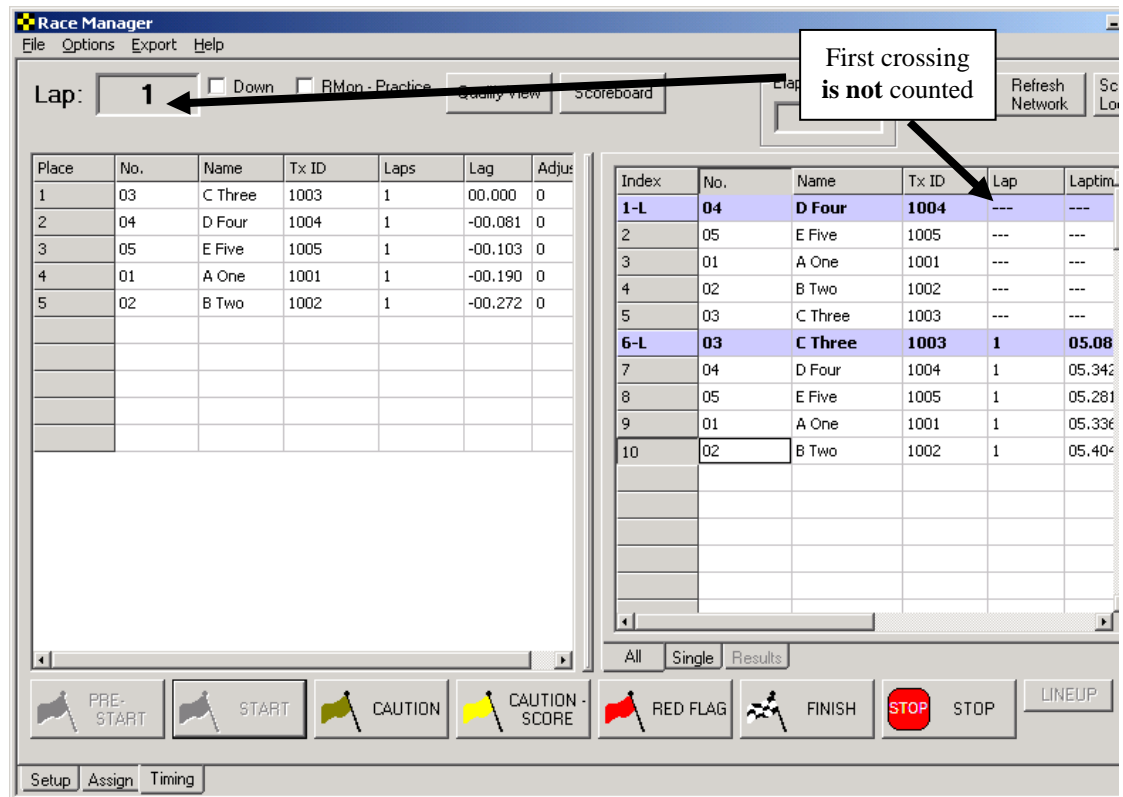 Race Manager
File Options Export Help
First crossing
is not counted
Lap: 1 Down RMon - Practice Scoreboard
Refresh
Network
Place No. Name Tx ID Laps Lag
1 03 C Three 1003 1 00.000 0
2 04 D Four 1004 1 -00.081 0
3 05 E Five 1005 1 -00.103 0
4 01 A One 1001 1 -00.190 0
5 02 B Two 1002 1 -00.272 0
Index No. Name Tx ID Lap Laptim
1-L 04 D Four 1004 --- ---
2 05 E Five 1005 --- ---
3 01 A One 1001 --- ---
4 02 B Two 1002 --- ---
5 03 C Three 1003 --- ---
6-L 03 C Three 1003 1 05.08
7 04 D Four 1004 1 05.342
8 05 E Five 1005 1 05.281
9 01 A One 1001 1 05.336
10 02 B Two 1002 1 05.404
All Single Results
PRE-
START
START
CAUTION
CAUTION -
SCORE
RED FLAG
FINISH
STOP STOP
LINEUP
Setup Assign Timing